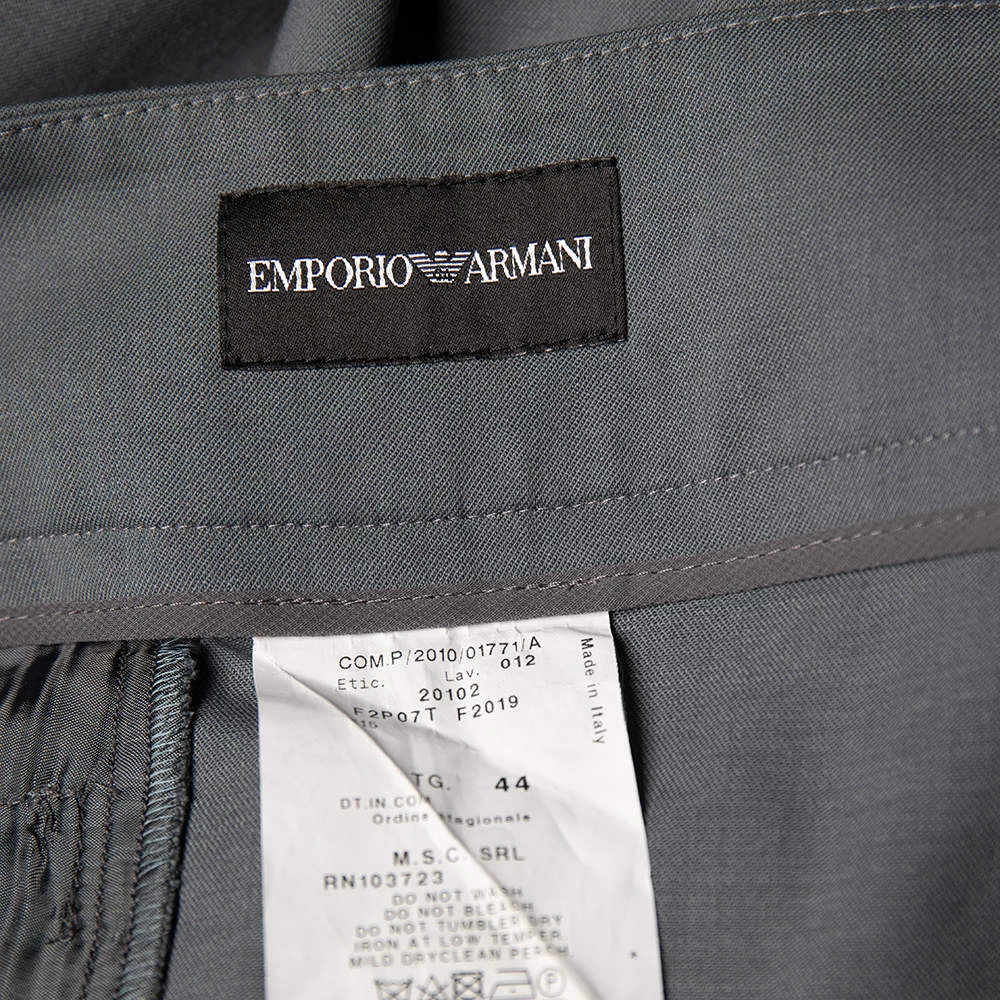 EMPORIO ARMANI
COM.P/2010/01771/A
Etic. Lav. 012
20102
F2P07T F2019
Made in Italy
TG. 44
DT.IN.COM
Ordine
M.S.C. SRL
RN103723
DO NOT WASH
DO NOT BLEACH
DO NOT TUMBLER DRY
IRON AT LOW TEMPER.
MILD DRYCLEAN PERCH.
P